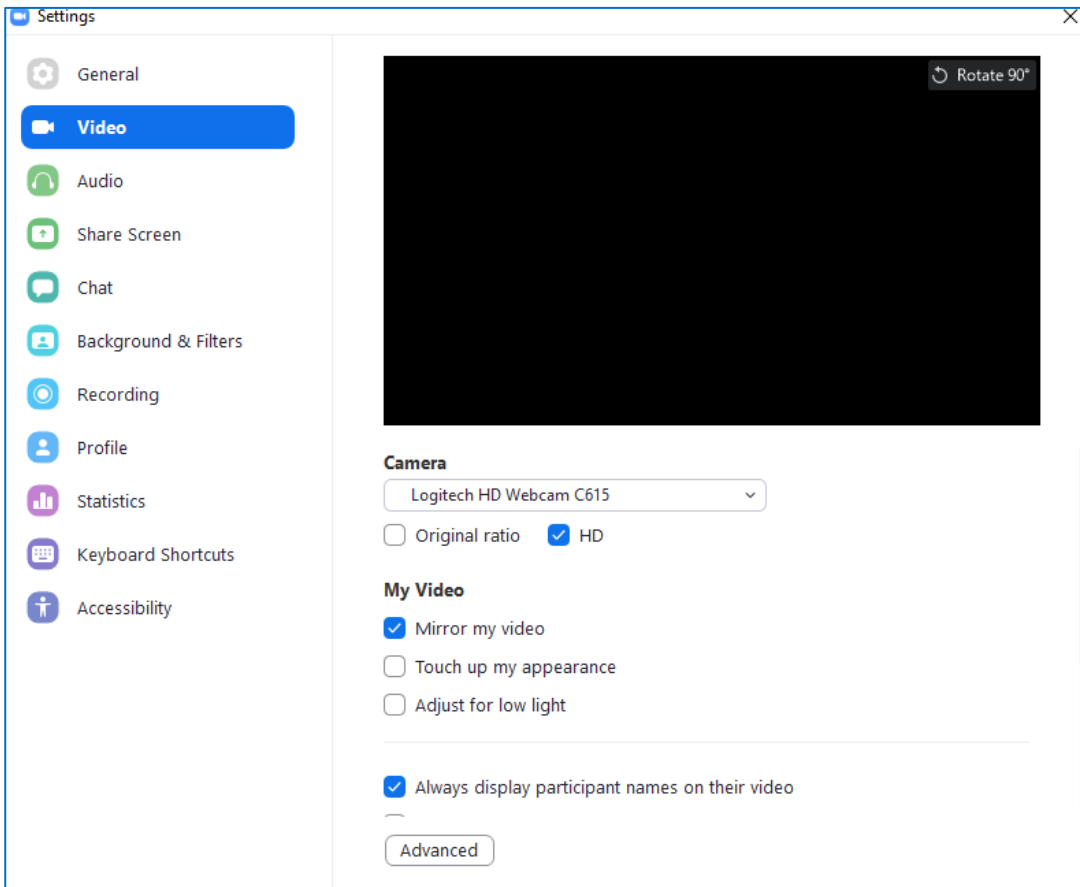 Settings
General
Video
Audio
Share Screen
Chat
Background & Filters
Recording
Profile
Statistics
Keyboard Shortcuts
Accessibility
Rotate 90°
Camera
Logitech HD Webcam C615
Original ratio HD
My Video
Mirror my video
Touch up my appearance
Adjust for low light
Always display participant names on their video
Advanced